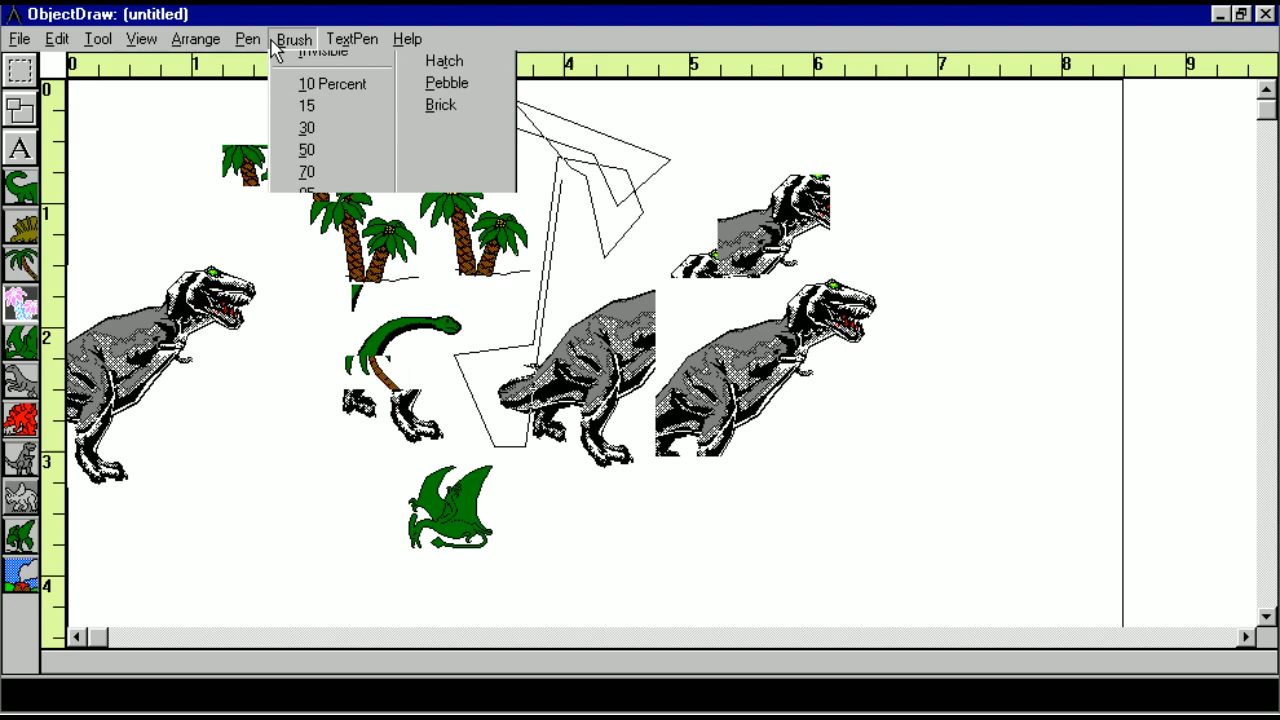 ObjectDraw: (untitled)
File Edit Tool View Arrange Pen Brush TextPen Help
0 1 4 5 6 7 8 9
Invisible
10 Percent
15
30
50
70
Hatch
Pebble
Brick
A
0
1
2
3
4